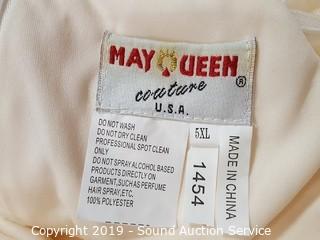 MAY QUEEN
®
couture
U.S.A.
DO NOT WASH
DO NOT DRY CLEAN
PROFESSIONAL SPOT CLEAN
DO NOT SPRAY ALCOHOL BASED
PRODUCTS DIRECTLY ON
GARMENT, SUCH AS PERFUME
HAIR SPRAY, ETC.
100% POLYESTER
5XL
1454
MADE IN CHINA
Copyright © 2019 - Sound Auction Service